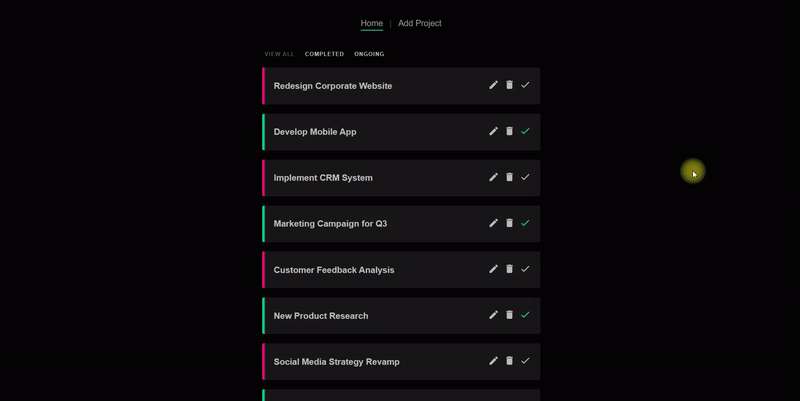 Home | Add Project
VIEW ALL COMPLETED ONGOING
Redesign Corporate Website
Develop Mobile App
Implement CRM System
Marketing Campaign for Q3
Customer Feedback Analysis
New Product Research
Social Media Strategy Revamp